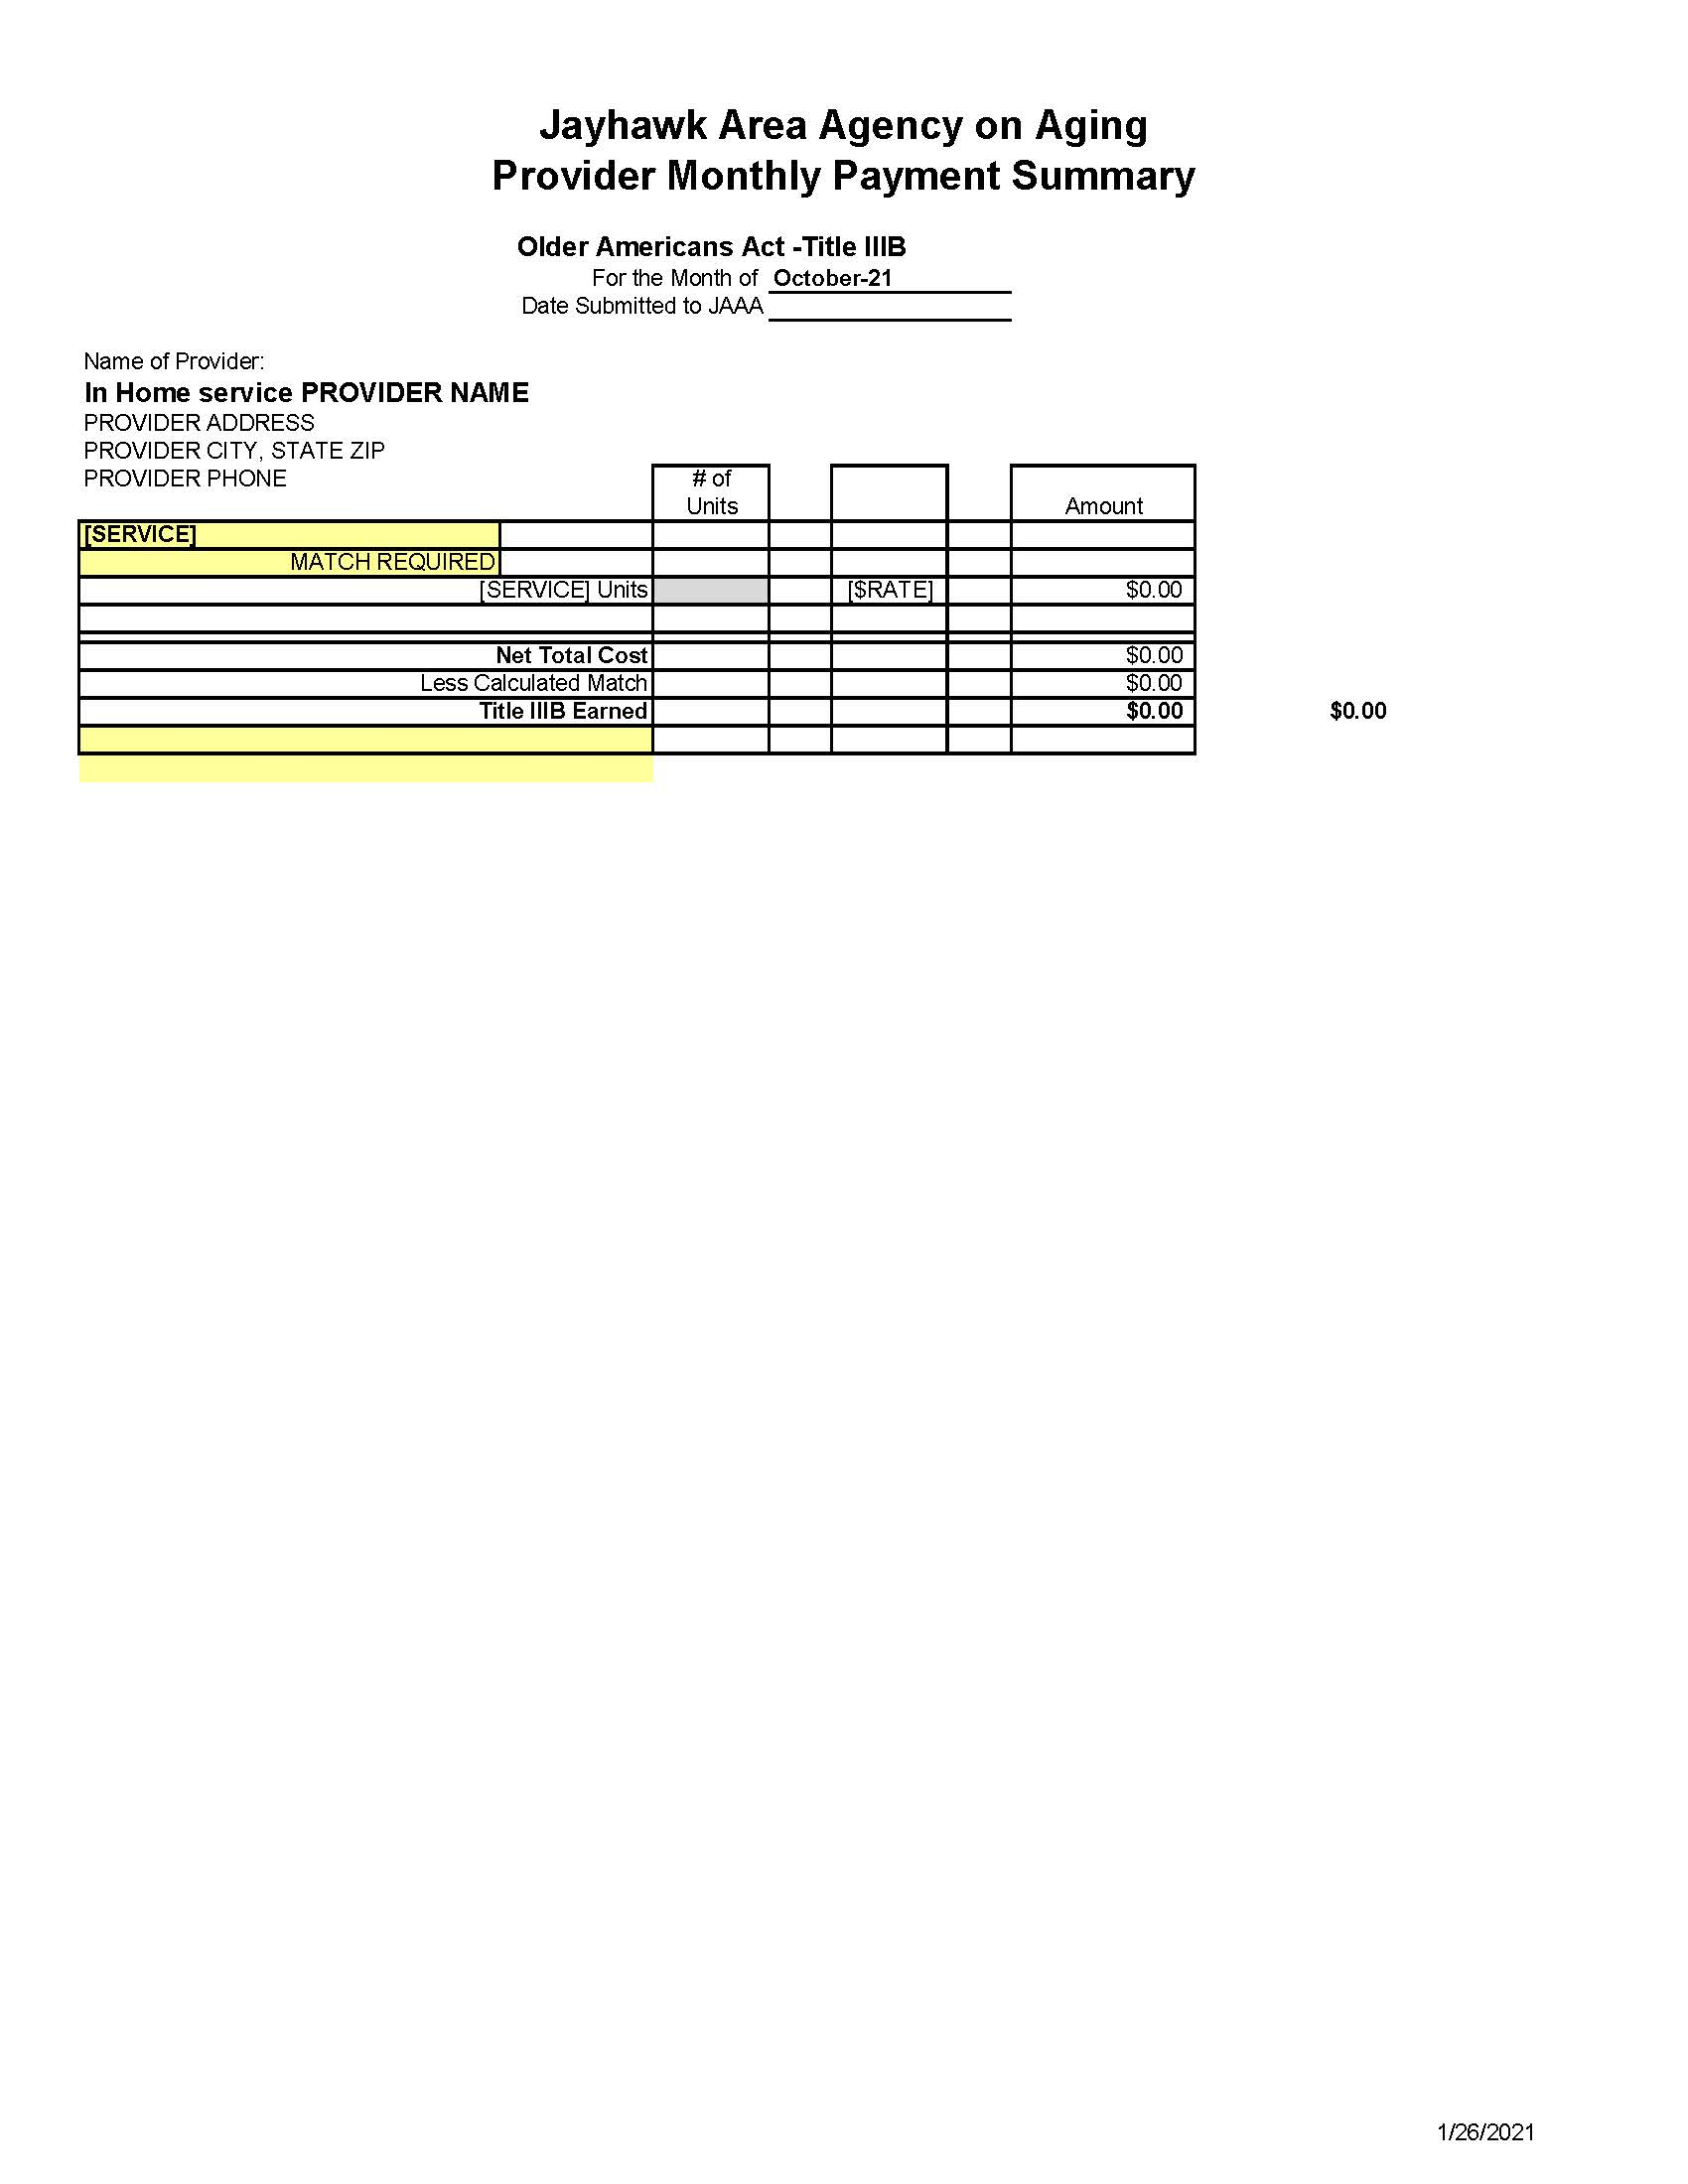 Jayhawk Area Agency on Aging
Provider Monthly Payment Summary
Older Americans Act -Title IIIB
For the Month of October-21
Date Submitted to JAAA
Name of Provider:
In Home service PROVIDER NAME
PROVIDER ADDRESS
PROVIDER CITY, STATE ZIP
PROVIDER PHONE
# of
Units
Amount
[SERVICE]
MATCH REQUIRED
[SERVICE] Units [$RATE] $0.00
Net Total Cost $0.00
Less Calculated Match $0.00
Title IIIB Earned $0.00 $0.00
1/26/2021